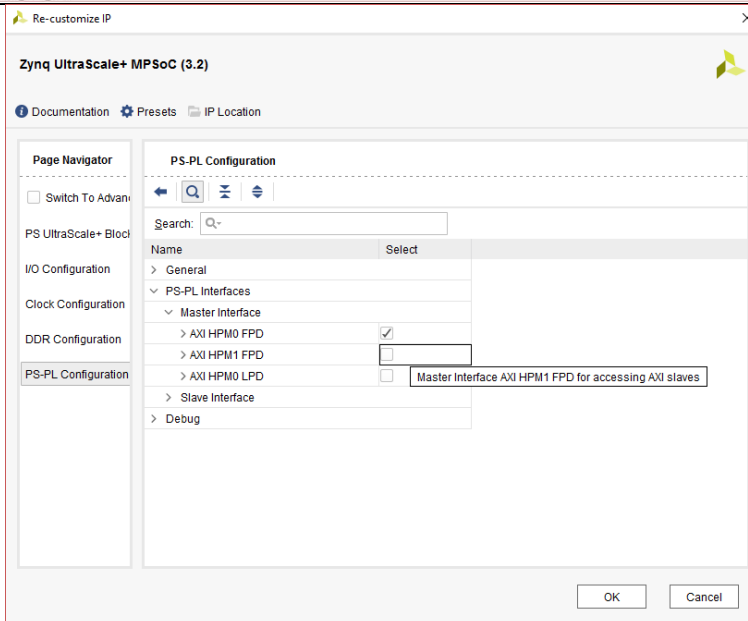 Re-customize IP
Zynq UltraScale+ MPSoC (3.2)
Documentation Presets IP Location
Page Navigator
Switch To Advan
PS UltraScale+ Block
I/O Configuration
Clock Configuration
DDR Configuration
PS-PL Configuration
PS-PL Configuration
Search:
Name Select
General
PS-PL Interfaces
Master Interface
AXI HPM0 FPD
AXI HPM1 FPD
AXI HPM0 LPD
Master Interface AXI HPM1 FPD for accessing AXI slaves
Slave Interface
Debug
OK Cancel